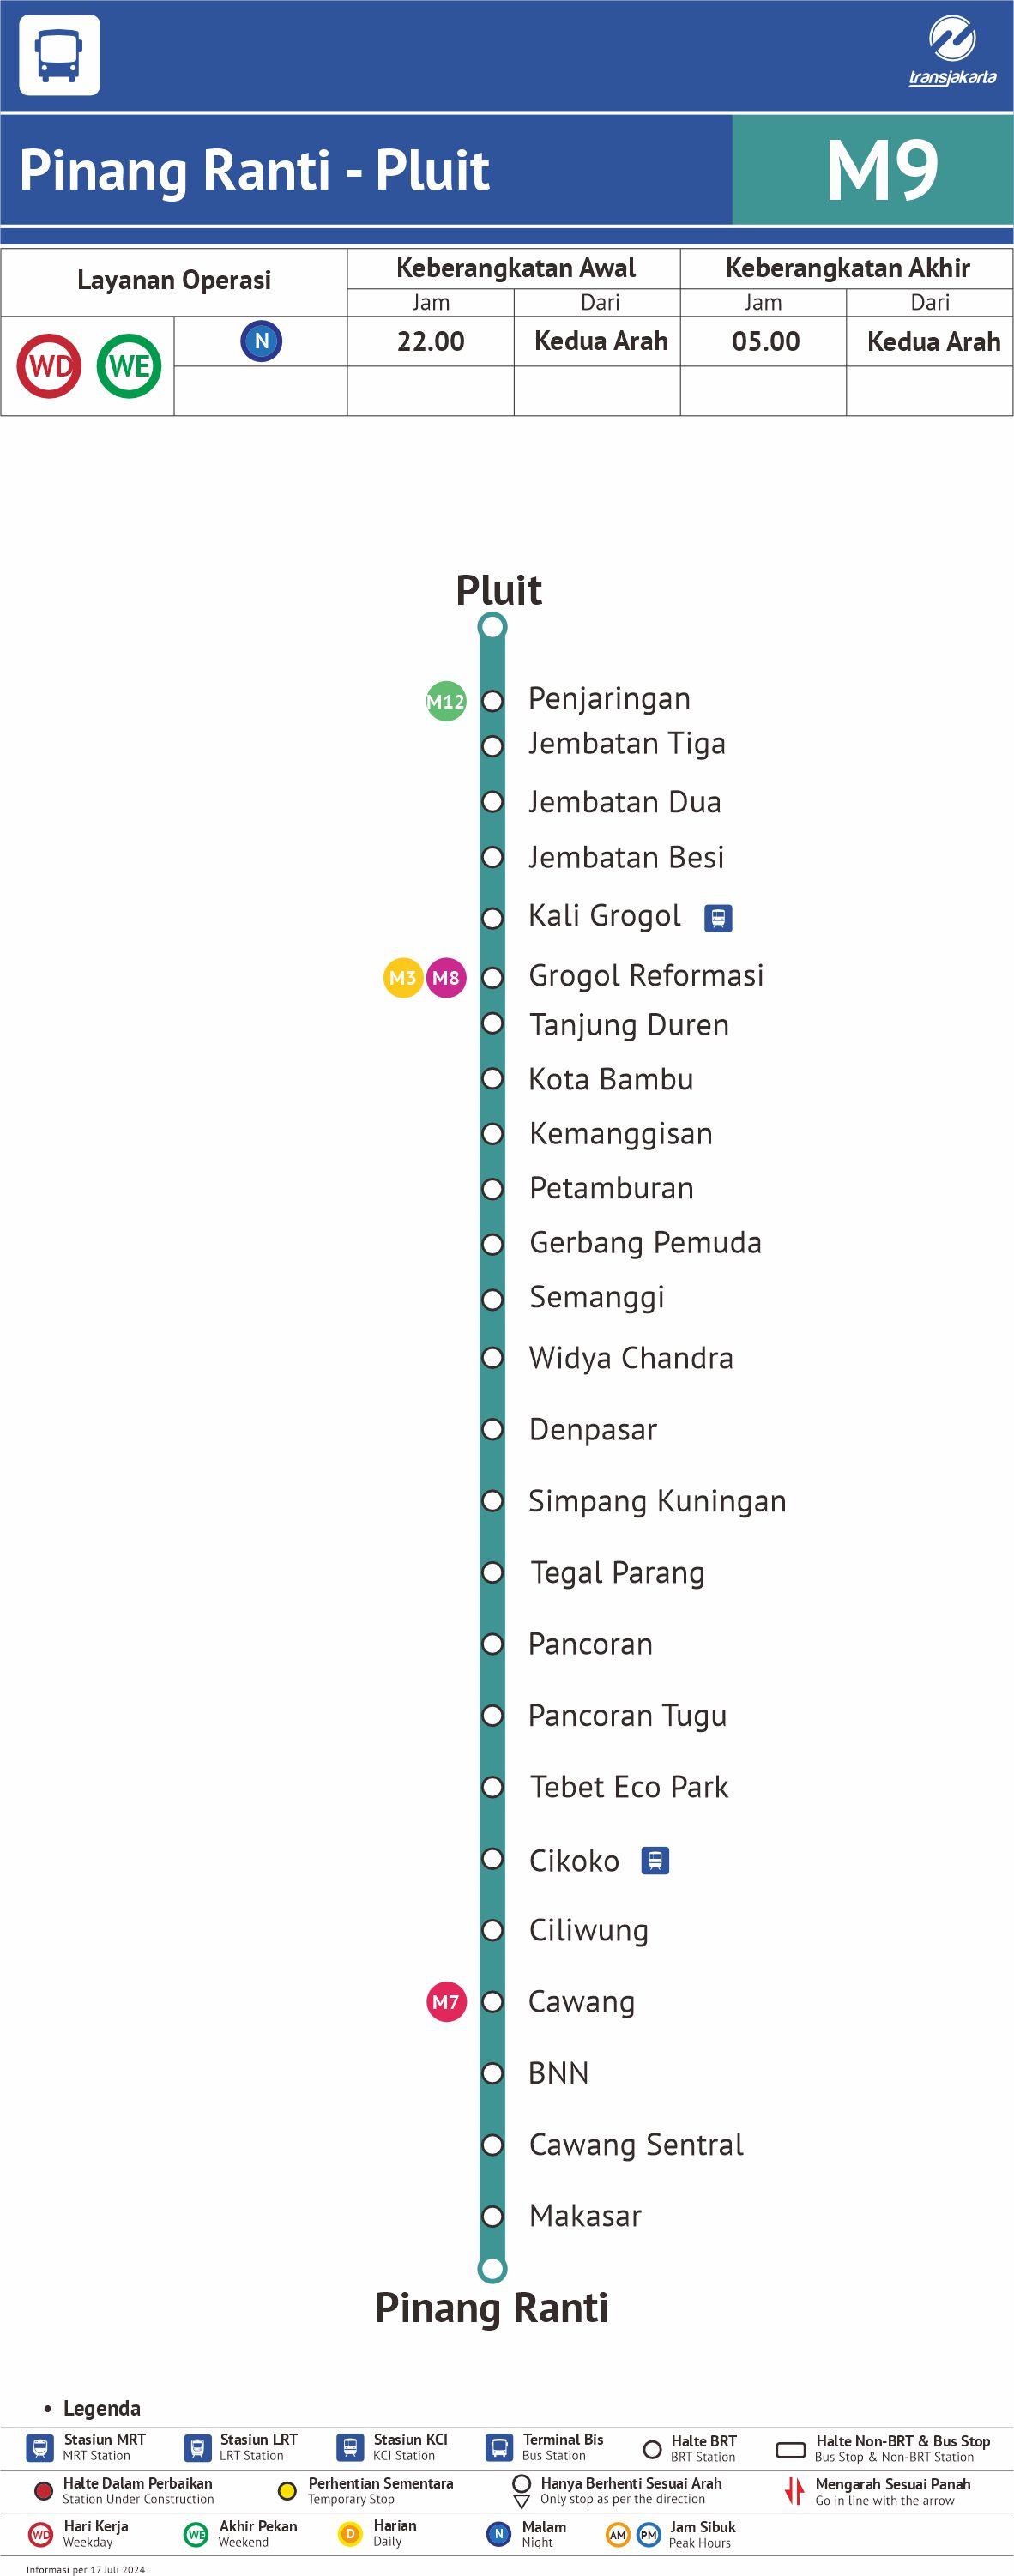 transjakarta
Pinang Ranti - Pluit
M9
Layanan Operasi
Keberangkatan Awal
Keberangkatan Akhir
Jam
Dari
Jam
Dari
WD
WE
N
22.00
Kedua Arah
05.00
Kedua Arah
Pluit
M12
Penjaringan
Jembatan Tiga
Jembatan Dua
Jembatan Besi
Kali Grogol
M3
M8
Grogol Reformasi
Tanjung Duren
Kota Bambu
Kemanggisan
Petamburan
Gerbang Pemuda
Semanggi
Widya Chandra
Denpasar
Simpang Kuningan
Tegal Parang
Pancoran
Pancoran Tugu
Tebet Eco Park
Cikoko
Ciliwung
M7
Cawang
BNN
Cawang Sentral
Makasar
Pinang Ranti
• Legenda
Stasiun MRT
MRT Station
Stasiun LRT
LRT Station
Stasiun KCI
KCI Station
Terminal Bis
Bus Station
Halte BRT
BRT Station
Halte Non-BRT & Bus Stop
Bus Stop & Non-BRT Station
Halte Dalam Perbaikan
Station Under Construction
Perhentian Sementara
Temporary Stop
Hanya Berhenti Sesuai Arah
Only stop as per the direction
Mengarah Sesuai Panah
Go in line with the arrow
WD
Hari Kerja
Weekday
WE
Akhir Pekan
Weekend
D
Harian
Daily
N
Malam
Night
AM
PM
Jam Sibuk
Peak Hours
Informasi per 17 Juli 2024